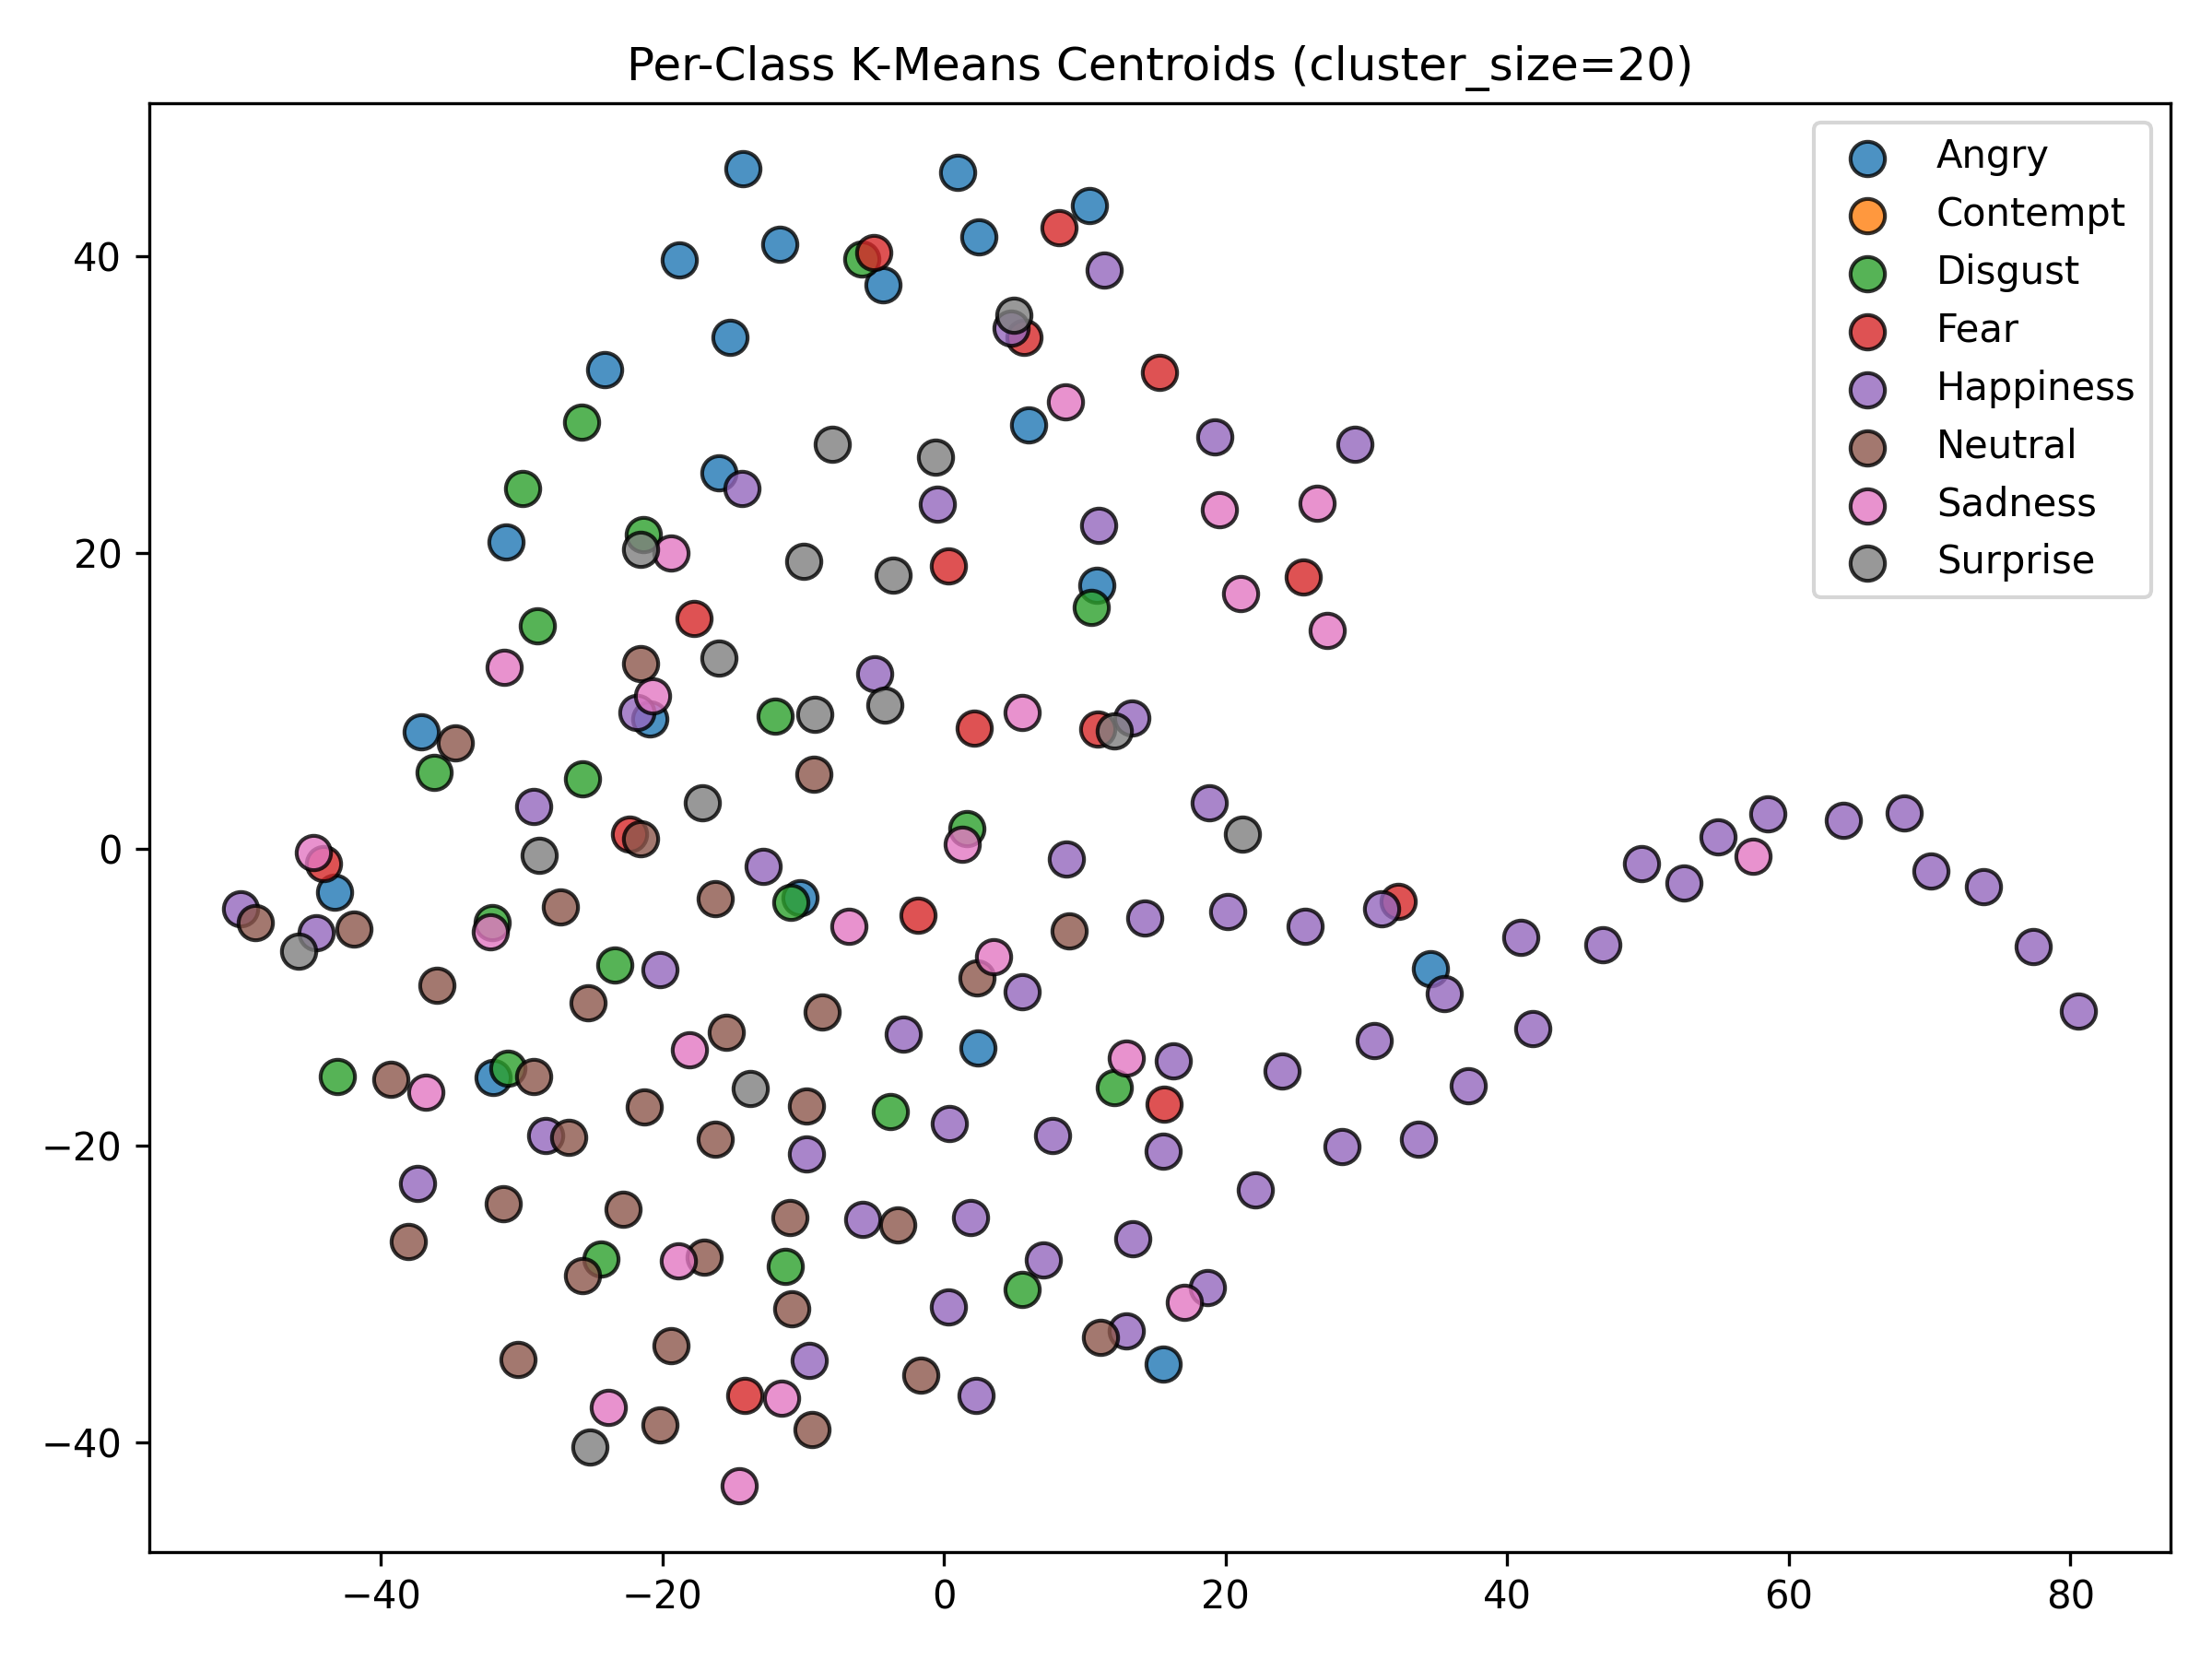 Per-Class K-Means Centroids (cluster_size=20)
Angry
Contempt
Disgust
Fear
Happiness
Neutral
Sadness
Surprise
40
20
0
−20
−40
−40 −20 0 20 40 60 80